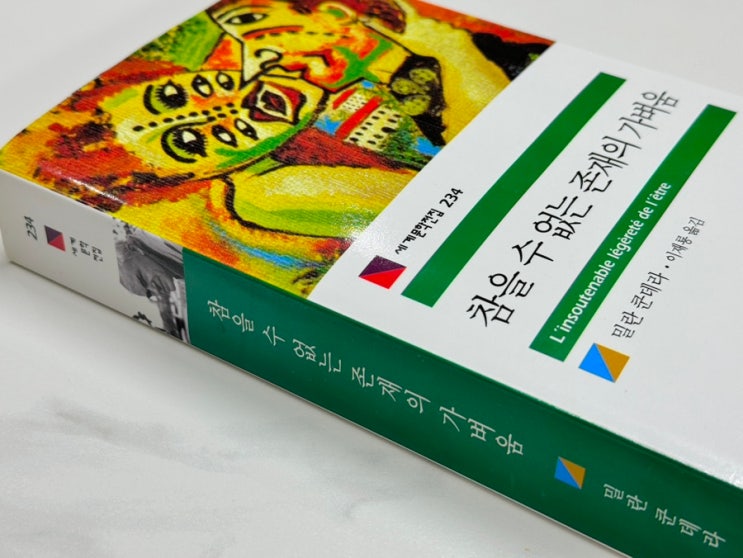 세계문학전집 234
참을 수 없는 존재의 가벼움
L'insoutenable légèreté de l'être
밀란 쿤데라 · 이재룡 옮김
234
세계
문학
전집
참을 수 없는 존재의 가벼움
밀란 쿤데라